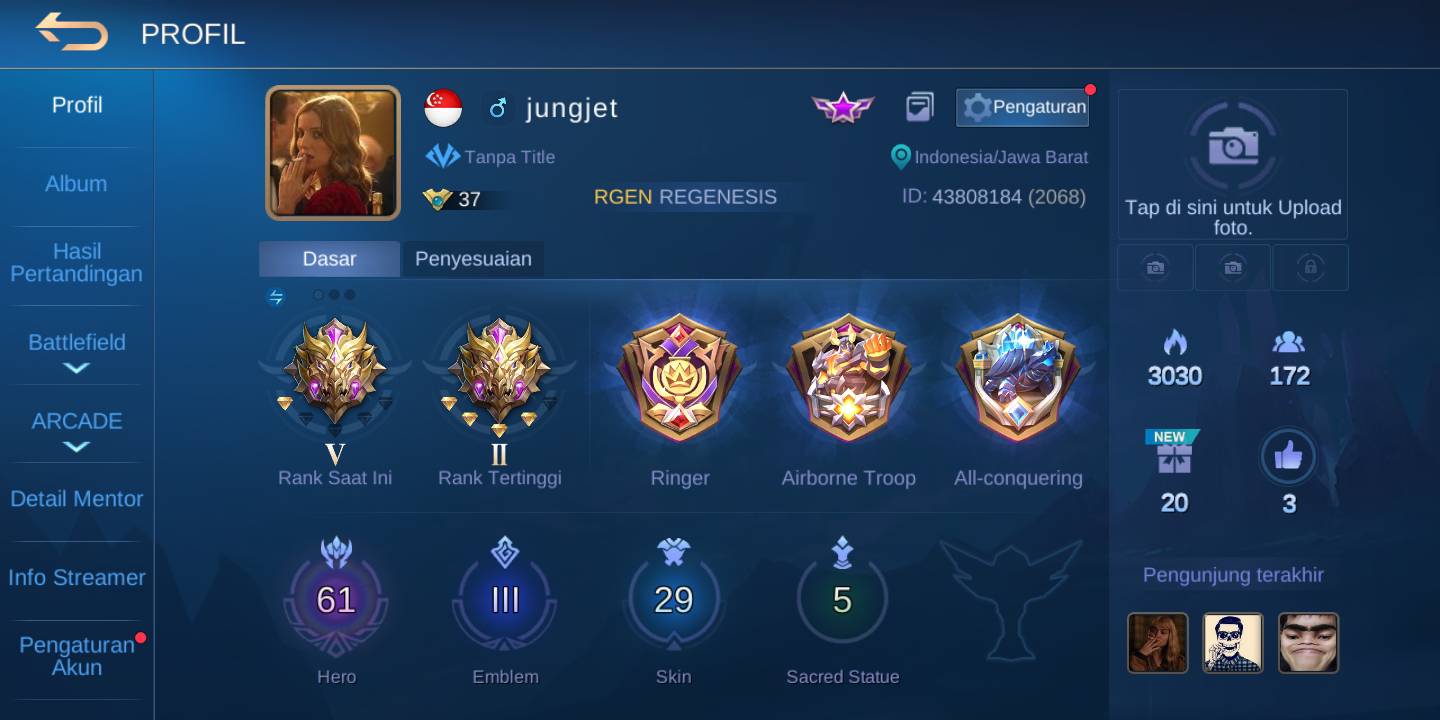 PROFIL
Profil
Album
Hasil
Pertandingan
Battlefield
ARCADE
Detail Mentor
Info Streamer
Pengaturan
Akun
jungjet
Pengaturan
Tanpa Title
Indonesia/Jawa Barat
37
RGEN REGENESIS
ID: 43808184 (2068)
Dasar
Penyesuaian
V
II
Rank Saat Ini
Rank Tertinggi
Ringer
Airborne Troop
All-conquering
61
III
29
5
Hero
Emblem
Skin
Sacred Statue
Tap di sini untuk Upload
foto.
3030
172
NEW
20
3
Pengunjung terakhir